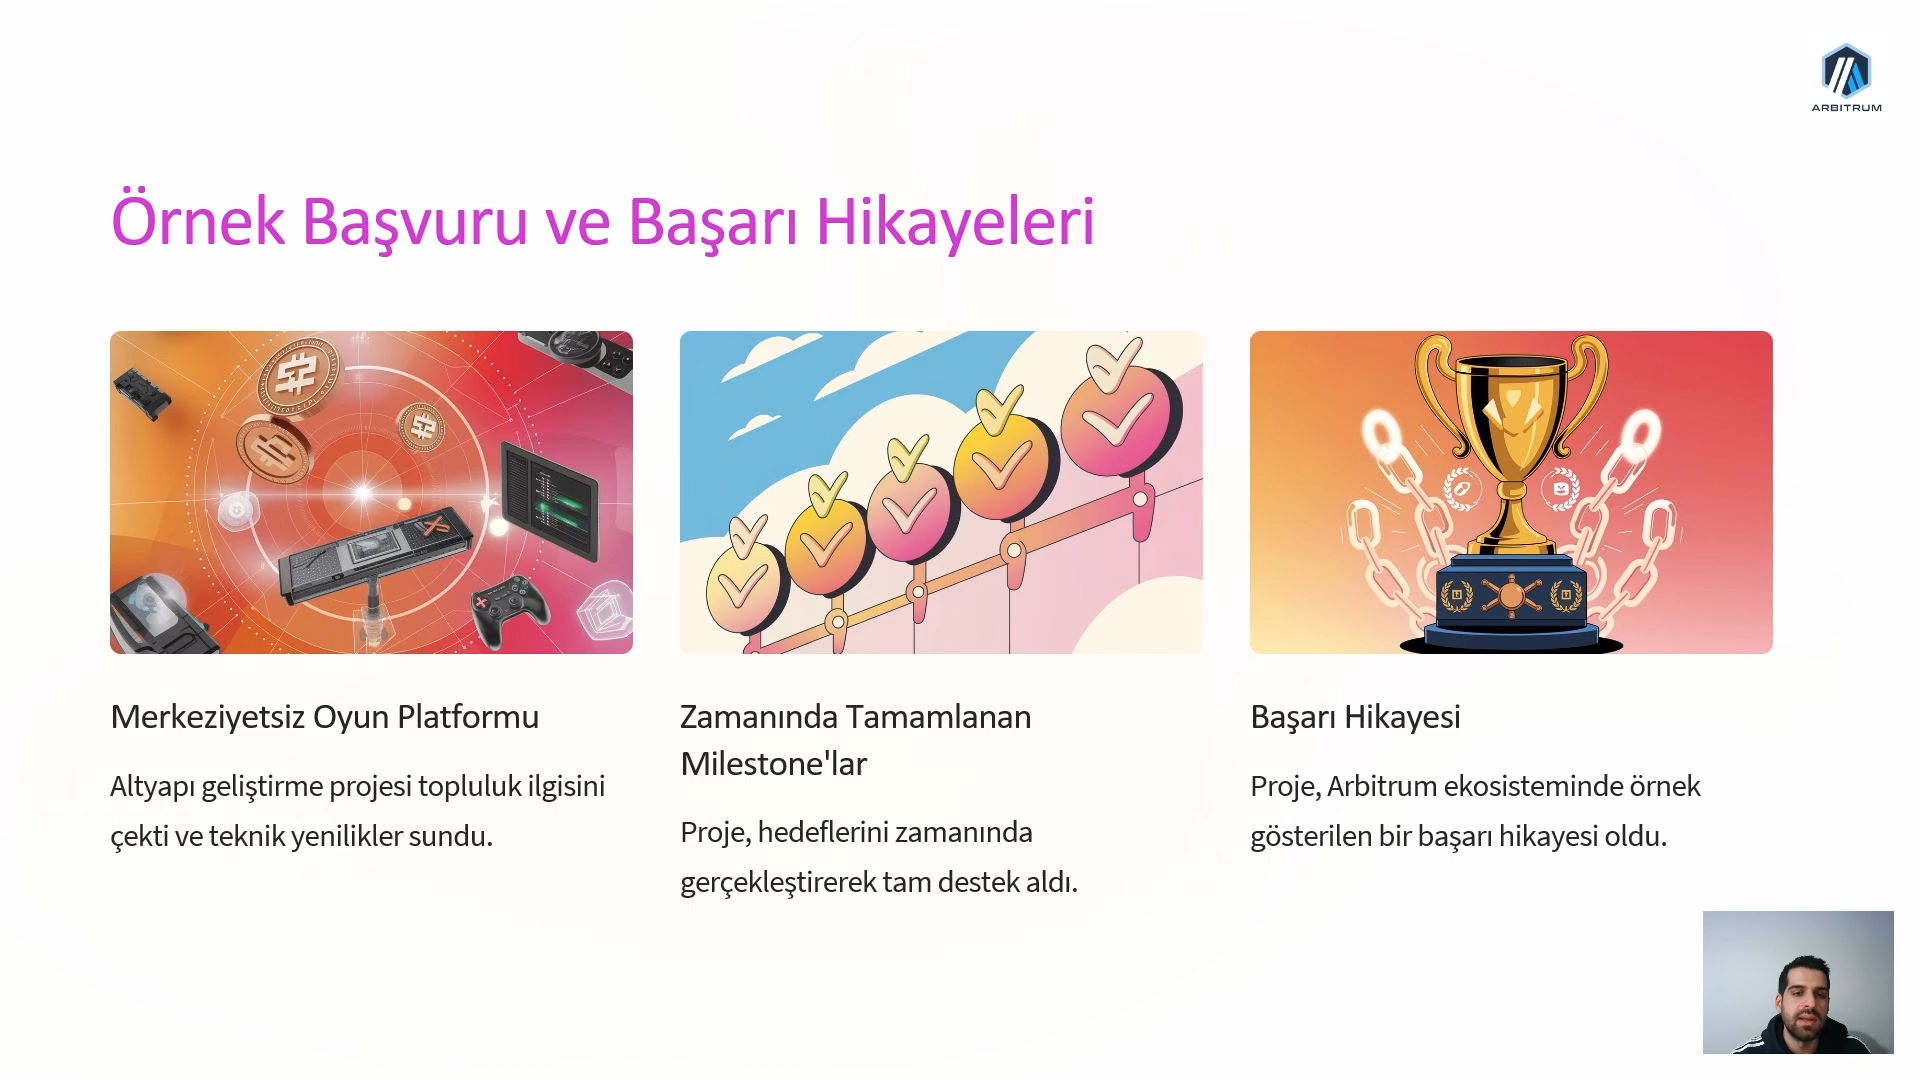 ARBITRUM
Örnek Başvuru ve Başarı Hikayeleri
Merkeziyetsiz Oyun Platformu
Altyapı geliştirme projesi topluluk ilgisini
çekti ve teknik yenilikler sundu.
Zamanında Tamamlanan
Milestone'lar
Proje, hedeflerini zamanında
gerçekleştirerek tam destek aldı.
Başarı Hikayesi
Proje, Arbitrum ekosisteminde örnek
gösterilen bir başarı hikayesi oldu.